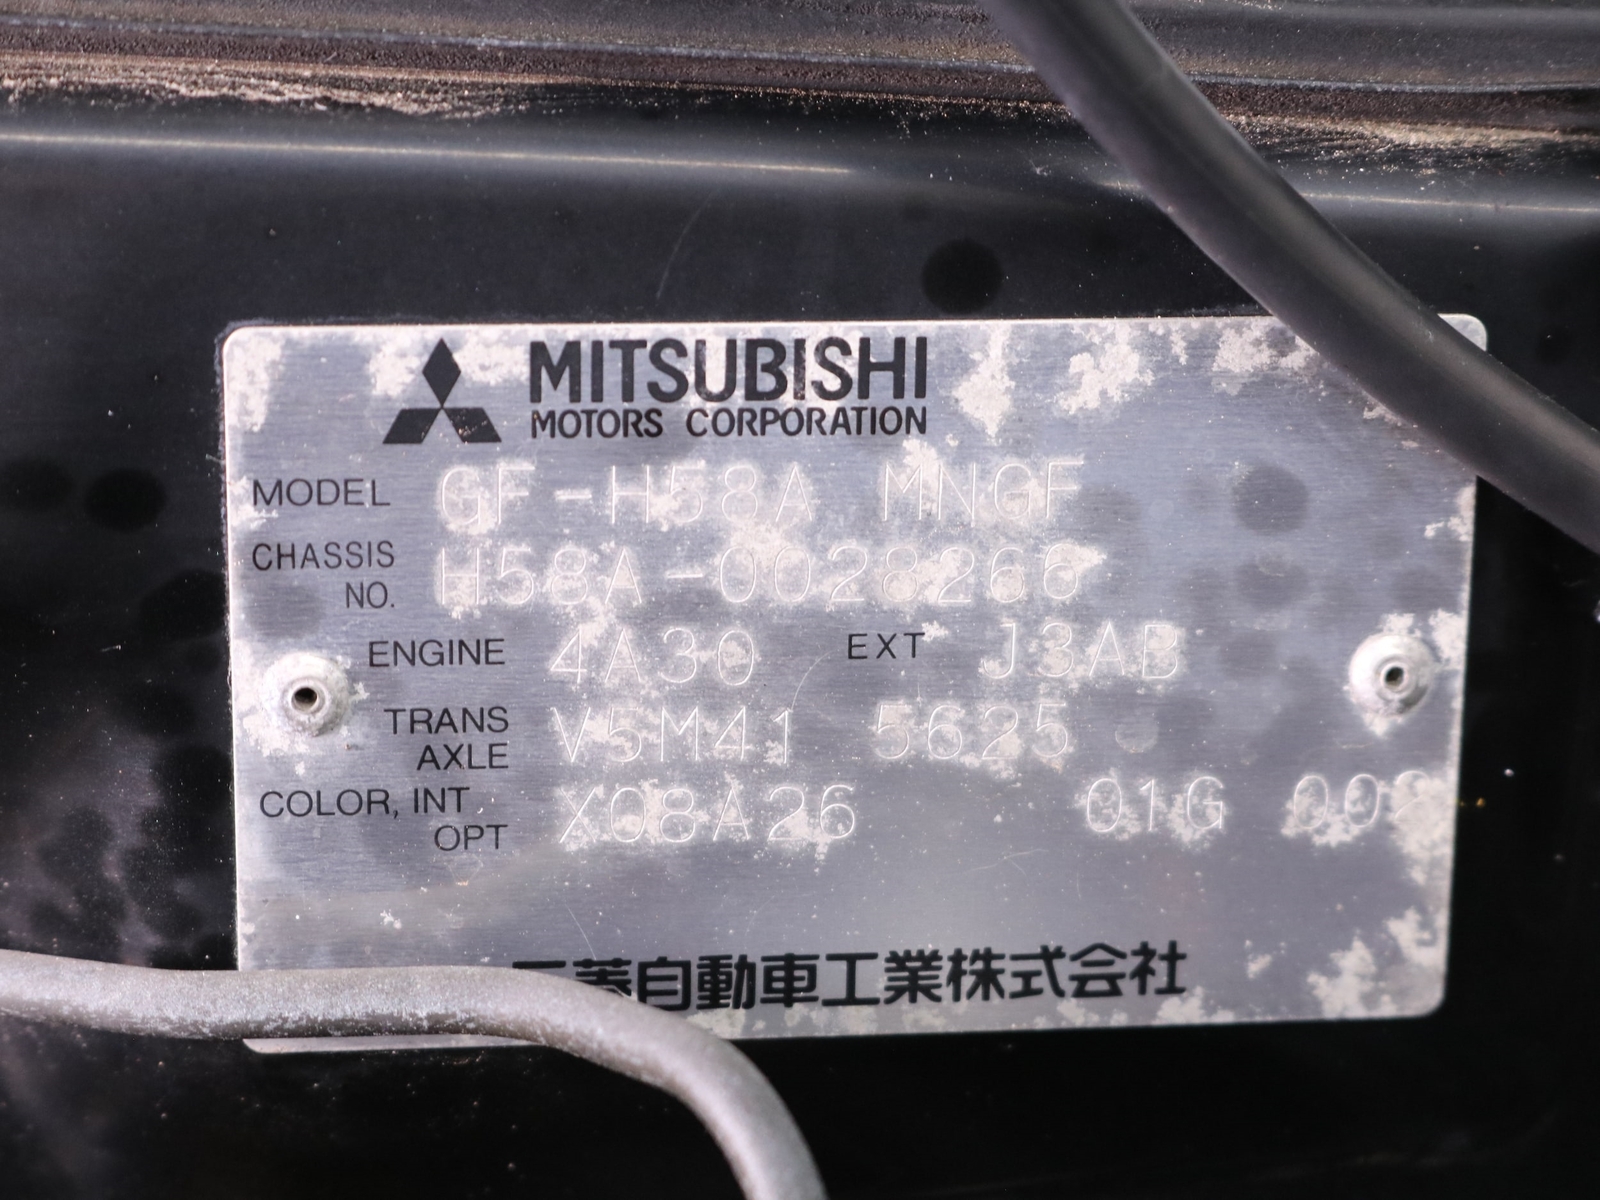 MITSUBISHI
MOTORS CORPORATION
MODEL GF-H58A MNGF
CHASSIS NO. H58A-0028266
ENGINE 4A30 EXT J3AB
TRANS AXLE V5M41 5625
COLOR, INT OPT X08A26 01G
三菱自動車工業株式会社